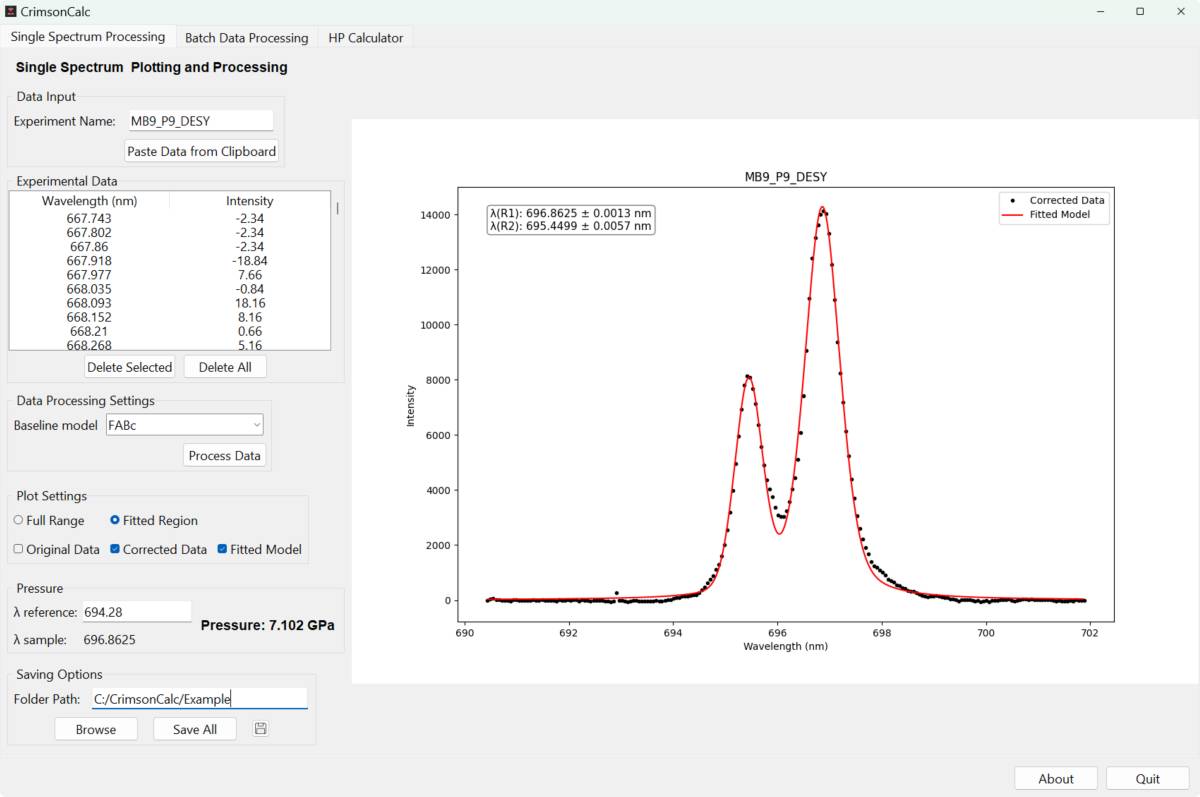 CrimsonCalc
Single Spectrum Processing
Batch Data Processing
HP Calculator
Single Spectrum Plotting and Processing
Data Input
Experiment Name: MB9_P9_DESY
Paste Data from Clipboard
Experimental Data
Wavelength (nm) Intensity
667.743 -2.34
667.802 -2.34
667.86 -2.34
667.918 -18.84
667.977 7.66
668.035 -0.84
668.093 18.16
668.152 8.16
668.21 0.66
668.268 5.16
Delete Selected
Delete All
Data Processing Settings
Baseline model FABc
Process Data
Plot Settings
Full Range Fitted Region
Original Data Corrected Data Fitted Model
Pressure
λ reference: 694.28
Pressure: 7.102 GPa
λ sample: 696.8625
Saving Options
Folder Path: C:/CrimsonCalc/Example
Browse
Save All
MB9_P9_DESY
λ(R1): 696.8625 ± 0.0013 nm
λ(R2): 695.4499 ± 0.0057 nm
Corrected Data
Fitted Model
Intensity
14000
12000
10000
8000
6000
4000
2000
0
690 692 694 696 698 700 702
Wavelength (nm)
About
Quit